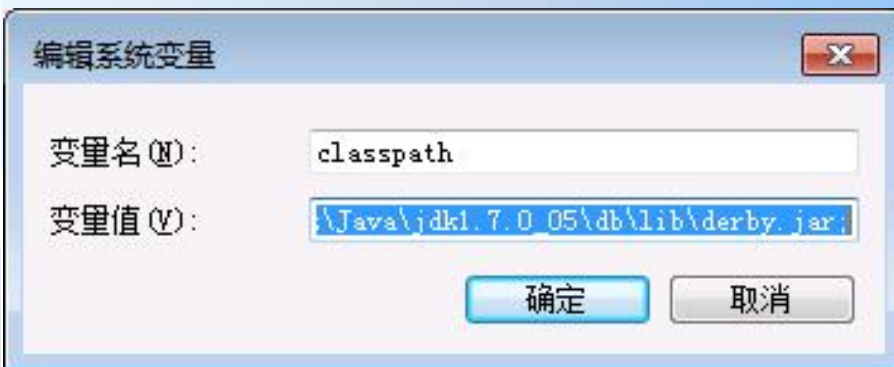 编辑系统变量
变量名(N): classpath
变量值(V): \Java\jdk1.7.0_05\db\lib\derby.jar;
确定 取消